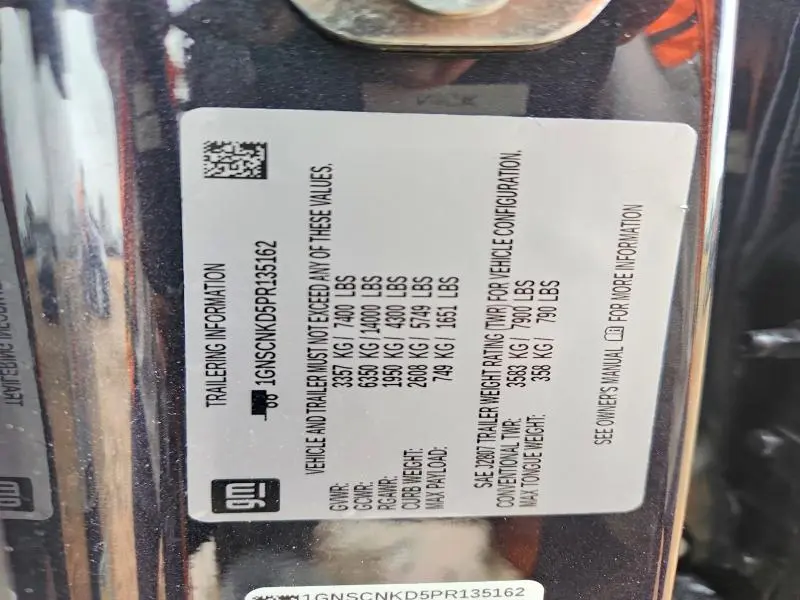 TRAILERING INFORMATION
1GNSCNKD5PR135162
VEHICLE AND TRAILER MUST NOT EXCEED ANY OF THESE VALUES.
GVWR: 3357 KG / 7400 LBS
GCWR: 6350 KG / 14000 LBS
RGAWR: 1950 KG / 4300 LBS
CURB WEIGHT: 2608 KG / 5749 LBS
MAX PAYLOAD: 749 KG / 1651 LBS
SAE J2807 TRAILER WEIGHT RATING (TWR) FOR VEHICLE CONFIGURATION.
CONVENTIONAL TWR: 3583 KG / 7900 LBS
MAX TONGUE WEIGHT: 358 KG / 790 LBS
SEE OWNER'S MANUAL FOR MORE INFORMATION
gm
1GNSCNKD5PR135162